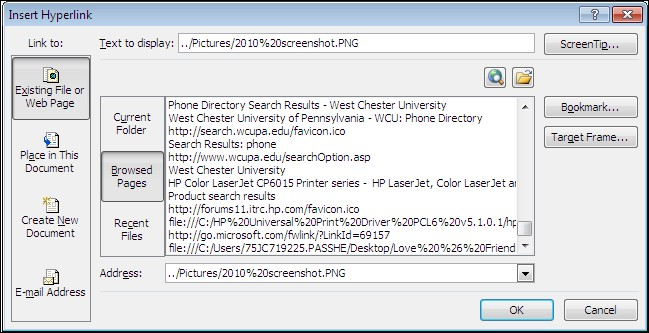 Insert Hyperlink
Link to:
Text to display: ../Pictures/2010%20screenshot.PNG
ScreenTip...
Existing File or
Web Page
Place in This
Document
Create New
Document
E-mail Address
Current
Folder
Browsed
Pages
Recent
Files
Phone Directory Search Results - West Chester University
West Chester University of Pennsylvania - WCU: Phone Directory
http://search.wcupa.edu/favicon.ico
Search Results: phone
http://www.wcupa.edu/searchOption.asp
West Chester University
HP Color LaserJet CP6015 Printer series - HP LaserJet, Color LaserJet an
Product search results
http://forums11.itrc.hp.com/favicon.ico
file:///C:/HP%20Universal%20Print%20Driver%20PCL6%20v5.1.0.1/hp
http://go.microsoft.com/fwlink/?LinkId=69157
file:///C:/Users/75JC719225.PASSHE/Desktop/Love%20%26%20Friend
Bookmark...
Target Frame...
Address: ../Pictures/2010%20screenshot.PNG
OK
Cancel